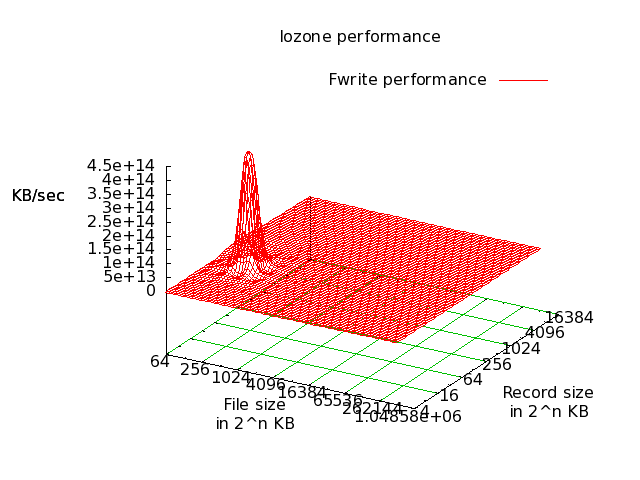 Iozone performance
Fwrite performance
4.5e+14
4e+14
3.5e+14
3e+14
2.5e+14
2e+14
1.5e+14
1e+14
5e+13
0
KB/sec
64
256
1024
4096
16384
65536
262144
1.04858e+06
File size
in 2^n KB
4
16
64
256
1024
4096
16384
Record size
in 2^n KB